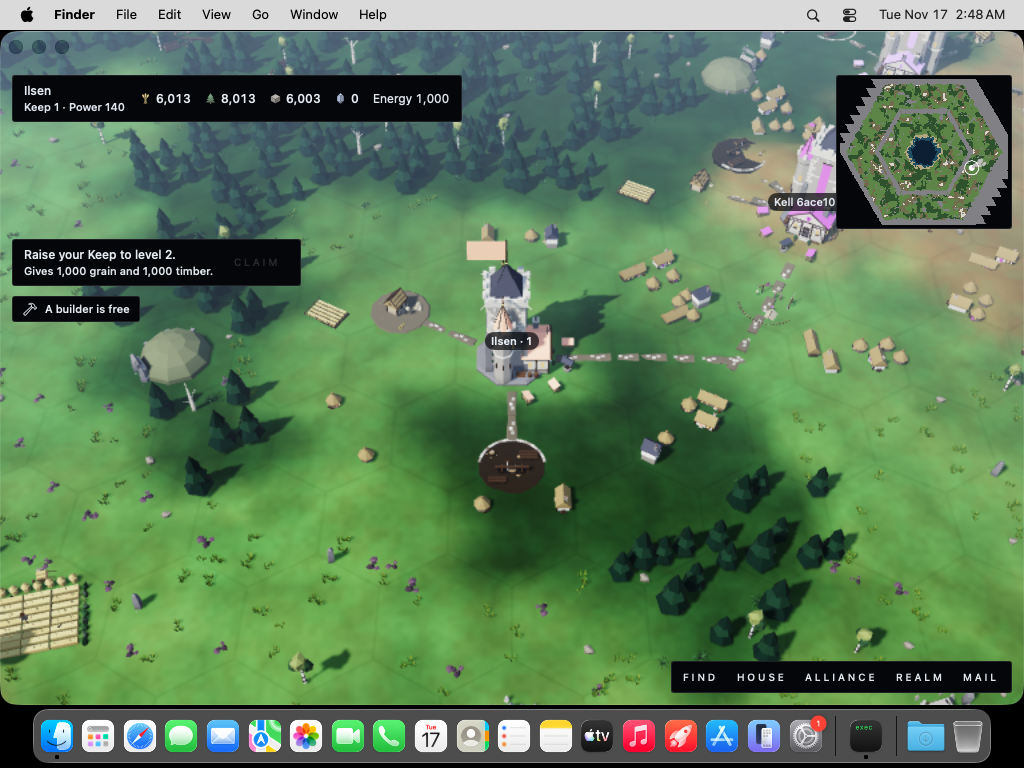 Finder File Edit View Go Window Help Tue Nov 17 2:48 AM
Ilsen
Keep 1 · Power 140
6,013 8,013 6,003 0 Energy 1,000
Kell 6ace10
Raise your Keep to level 2.
Gives 1,000 grain and 1,000 timber.
CLAIM
A builder is free
Ilsen · 1
FIND HOUSE ALLIANCE REALM MAIL
Tue
17
tv
1
exec